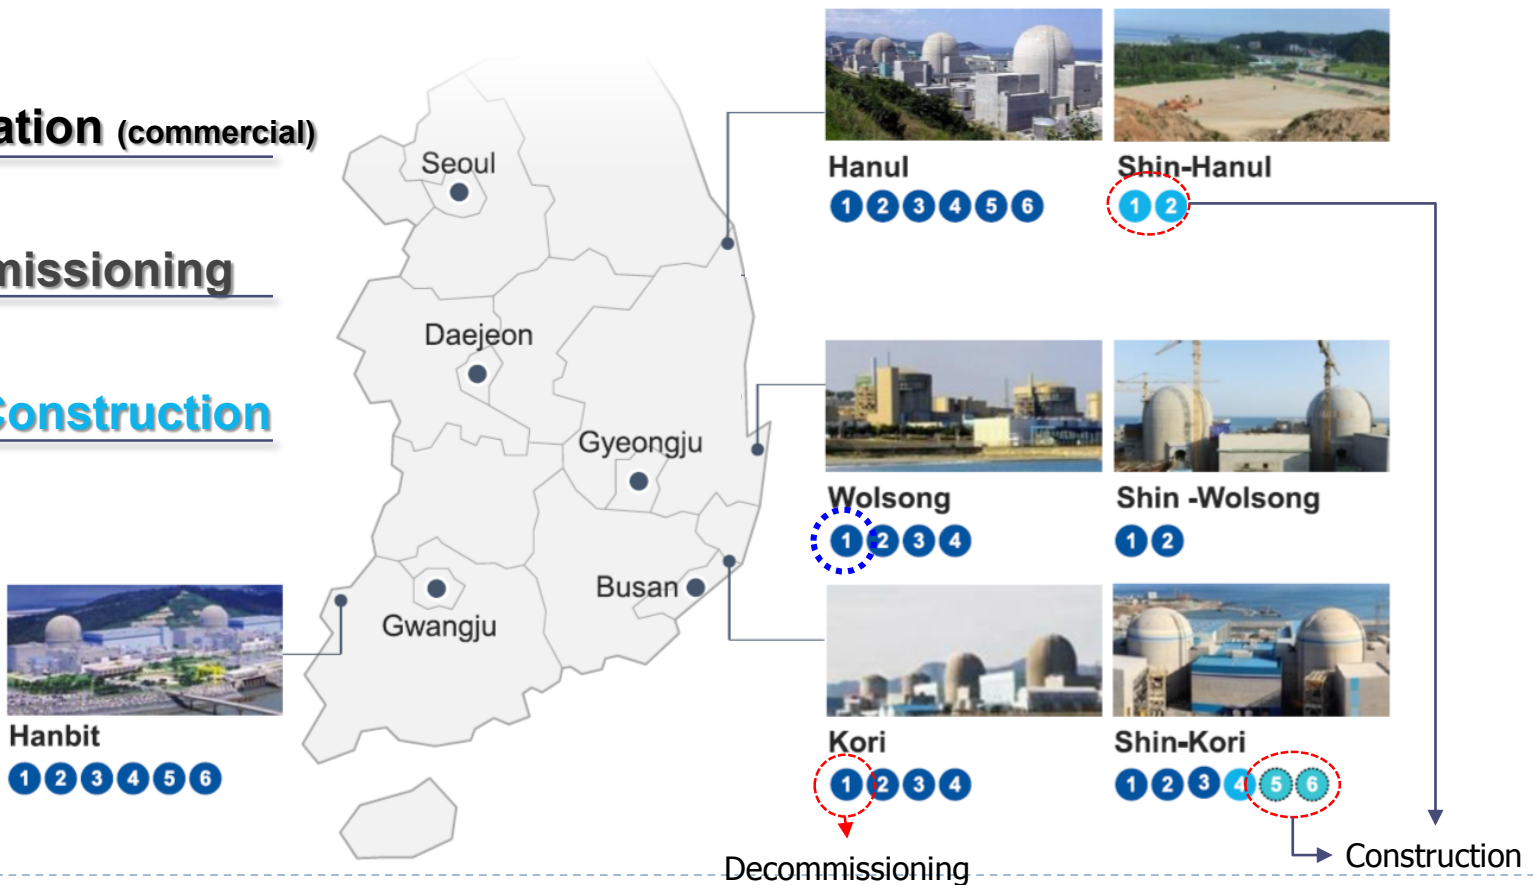 ation (commercial)
missioning
Construction
Seoul
Daejeon
Gyeongju
Busan
Gwangju
Hanul
1 2 3 4 5 6
Shin-Hanul
1 2
Wolsong
1 2 3 4
Shin -Wolsong
1 2
Kori
1 2 3 4
Shin-Kori
1 2 3 4 5 6
Hanbit
1 2 3 4 5 6
Decommissioning
Construction